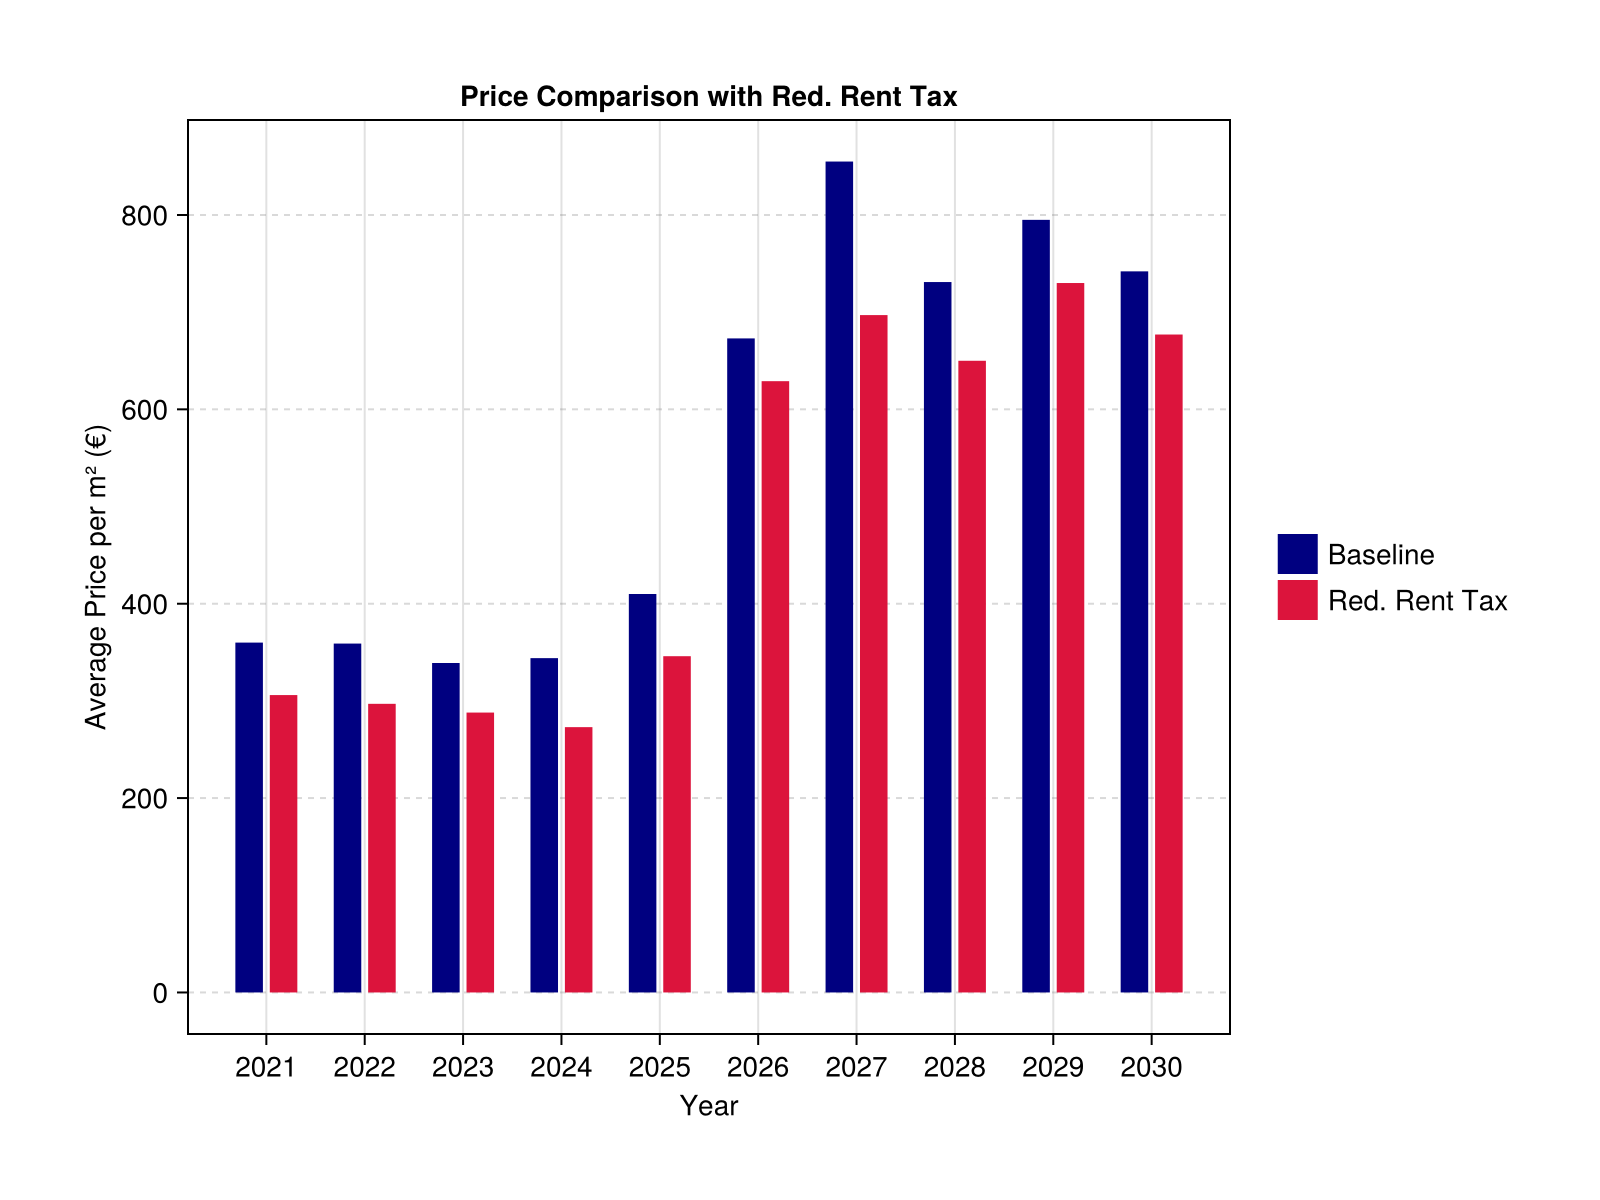 Price Comparison with Red. Rent Tax
Average Price per m² (€)
800
600
400
200
0
2021 2022 2023 2024 2025 2026 2027 2028 2029 2030
Year
Baseline
Red. Rent Tax